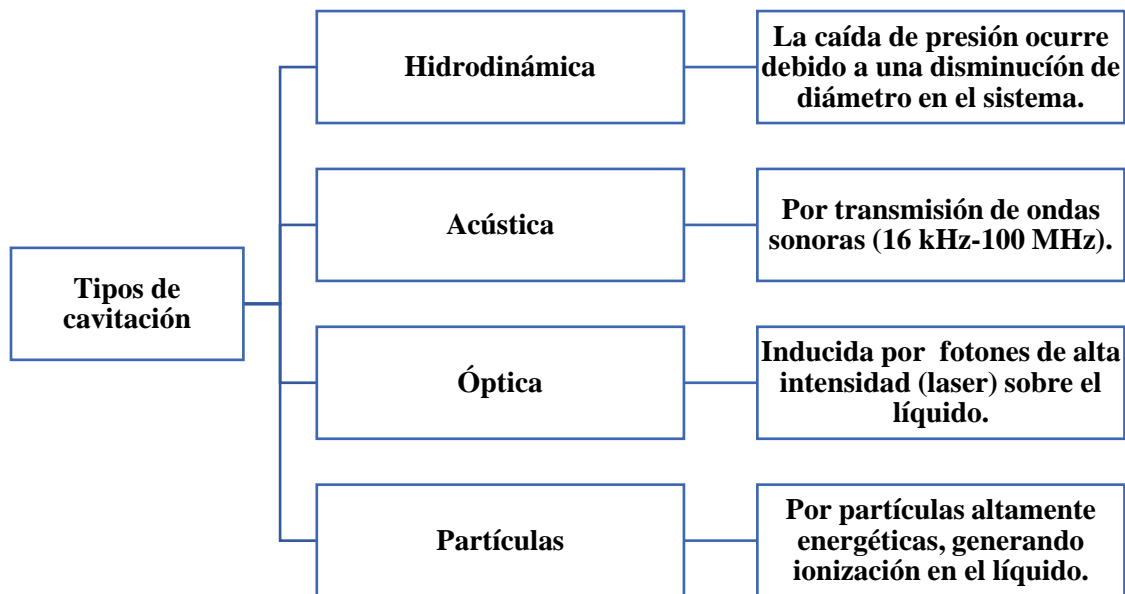 Hidrodinámica
La caída de presión ocurre
debido a una disminucíón de
diámetro en el sistema.
Acústica
Por transmisión de ondas
sonoras (16 kHz-100 MHz).
Tipos de
cavitación
Óptica
Inducida por  fotones de alta
intensidad (laser) sobre el
líquido.
Partículas
Por partículas altamente
energéticas, generando
ionización en el líquido.